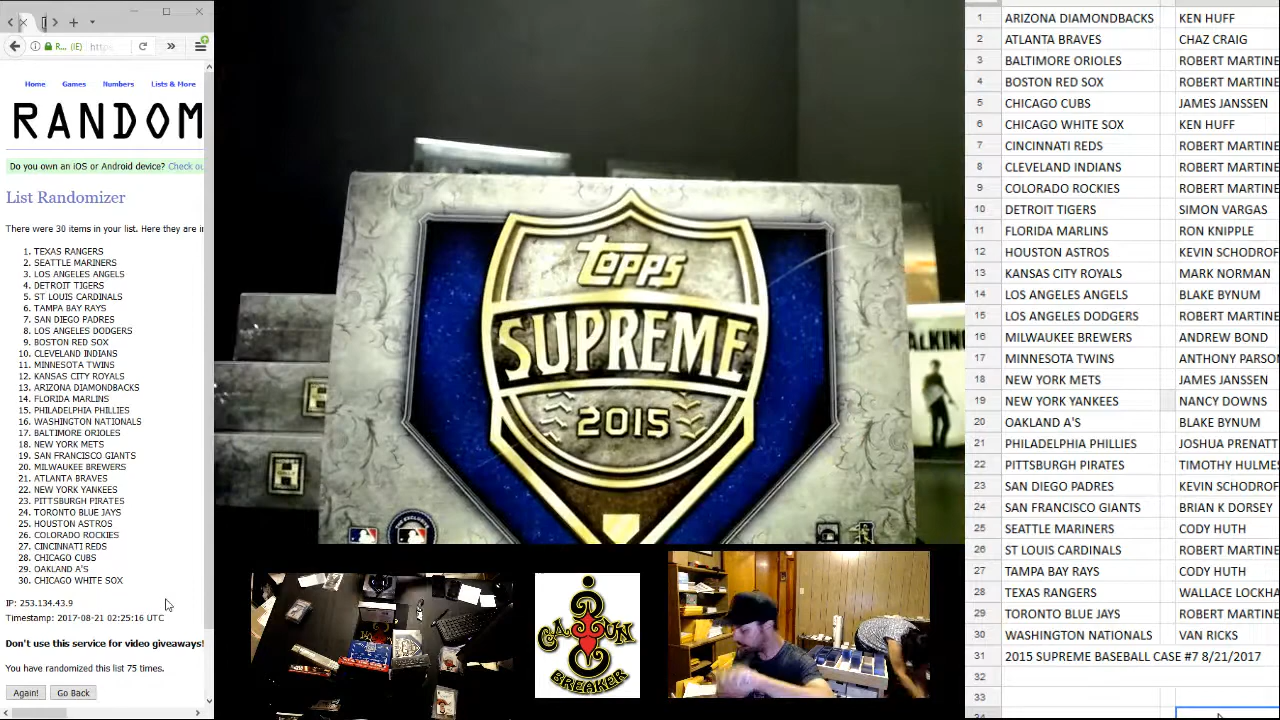 R... (IE)
https:
Home Games Numbers Lists & More
RANDOM
Do you own an iOS or Android device? Check ou
List Randomizer
There were 30 items in your list. Here they are in
1. TEXAS RANGERS
2. SEATTLE MARINERS
3. LOS ANGELES ANGELS
4. DETROIT TIGERS
5. ST LOUIS CARDINALS
6. TAMPA BAY RAYS
7. SAN DIEGO PADRES
8. LOS ANGELES DODGERS
9. BOSTON RED SOX
10. CLEVELAND INDIANS
11. MINNESOTA TWINS
12. KANSAS CITY ROYALS
13. ARIZONA DIAMONDBACKS
14. FLORIDA MARLINS
15. PHILADELPHIA PHILLIES
16. WASHINGTON NATIONALS
17. BALTIMORE ORIOLES
18. NEW YORK METS
19. SAN FRANCISCO GIANTS
20. MILWAUKEE BREWERS
21. ATLANTA BRAVES
22. NEW YORK YANKEES
23. PITTSBURGH PIRATES
24. TORONTO BLUE JAYS
25. HOUSTON ASTROS
26. COLORADO ROCKIES
27. CINCINNATI REDS
28. CHICAGO CUBS
29. OAKLAND A'S
30. CHICAGO WHITE SOX
IP: 253.134.43.9
Timestamp: 2017-08-21 02:25:16 UTC
Don't use this service for video giveaways!
You have randomized this list 75 times.
Again! Go Back
Topps
SUPREME
2015
ALKIN
CAJUN
BREAKER
1 ARIZONA DIAMONDBACKS KEN HUFF
2 ATLANTA BRAVES CHAZ CRAIG
3 BALTIMORE ORIOLES ROBERT MARTINE
4 BOSTON RED SOX ROBERT MARTINE
5 CHICAGO CUBS JAMES JANSSEN
6 CHICAGO WHITE SOX KEN HUFF
7 CINCINNATI REDS ROBERT MARTINE
8 CLEVELAND INDIANS ROBERT MARTINE
9 COLORADO ROCKIES ROBERT MARTINE
10 DETROIT TIGERS SIMON VARGAS
11 FLORIDA MARLINS RON KNIPPLE
12 HOUSTON ASTROS KEVIN SCHODROF
13 KANSAS CITY ROYALS MARK NORMAN
14 LOS ANGELES ANGELS BLAKE BYNUM
15 LOS ANGELES DODGERS ROBERT MARTINE
16 MILWAUKEE BREWERS ANDREW BOND
17 MINNESOTA TWINS ANTHONY PARSO
18 NEW YORK METS JAMES JANSSEN
19 NEW YORK YANKEES NANCY DOWNS
20 OAKLAND A'S BLAKE BYNUM
21 PHILADELPHIA PHILLIES JOSHUA PRENATT
22 PITTSBURGH PIRATES TIMOTHY HULME
23 SAN DIEGO PADRES KEVIN SCHODROF
24 SAN FRANCISCO GIANTS BRIAN K DORSEY
25 SEATTLE MARINERS CODY HUTH
26 ST LOUIS CARDINALS ROBERT MARTINE
27 TAMPA BAY RAYS CODY HUTH
28 TEXAS RANGERS WALLACE LOCKHA
29 TORONTO BLUE JAYS ROBERT MARTINE
30 WASHINGTON NATIONALS VAN RICKS
31 2015 SUPREME BASEBALL CASE #7 8/21/2017
32
33
34